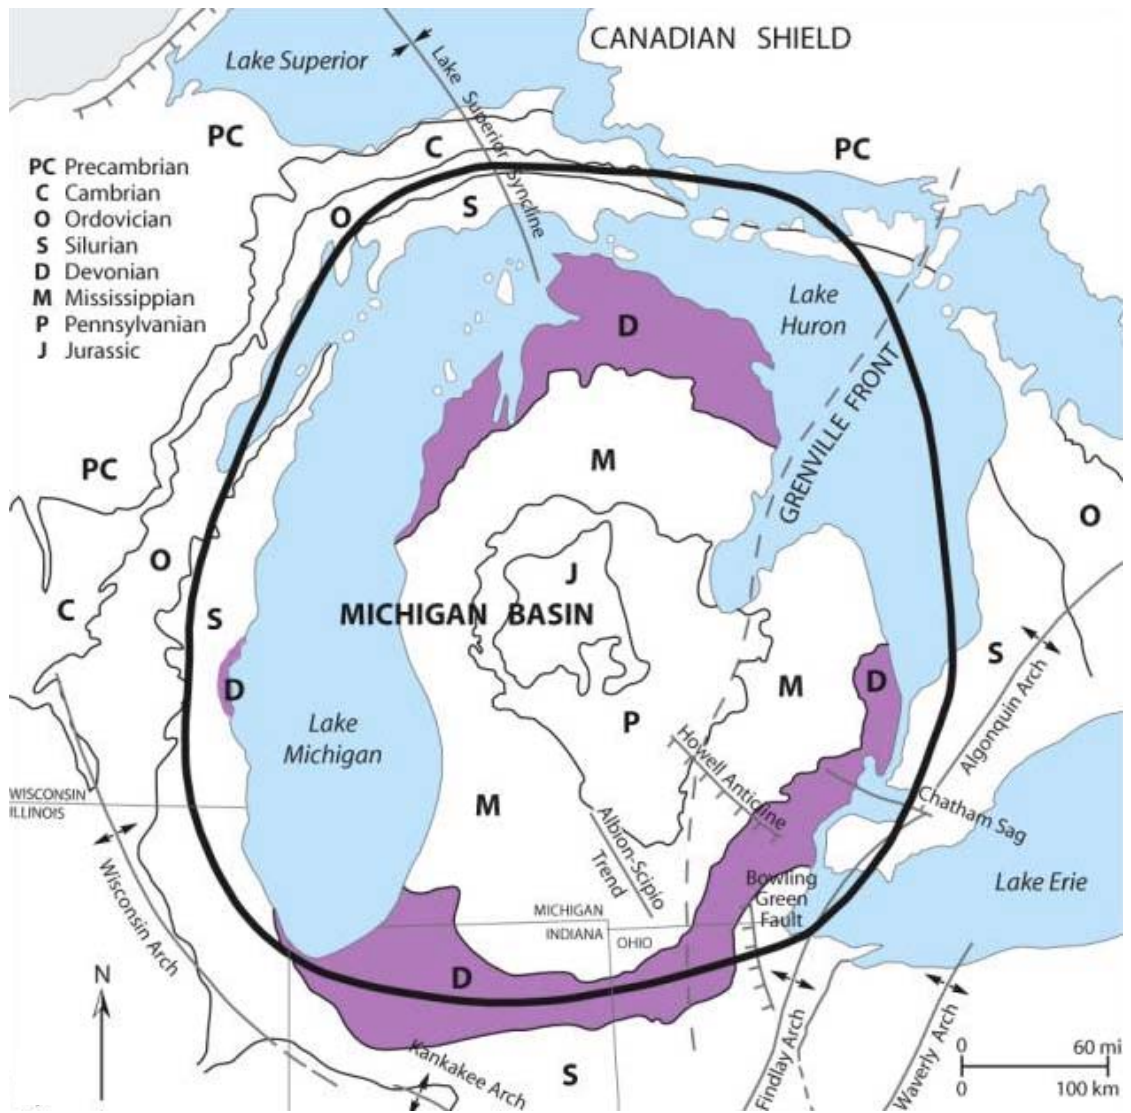 CANADIAN SHIELD
Lake Superior
Lake Superior Syncline
PC
C
PC
PC Precambrian
C Cambrian
O Ordovician
S Silurian
D Devonian
M Mississippian
P Pennsylvanian
J Jurassic
O
S
Lake
Huron
D
GRENVILLE FRONT
PC
M
O
O
J
C
S
MICHIGAN BASIN
S
D
M
D
Lake
Michigan
P
Algonquin Arch
Howell Anticline
WISCONSIN
ILLINOIS
M
Chatham Sag
Albion-Scipio
Trend
Wisconsin Arch
Lake Erie
Bowling
Green
Fault
MICHIGAN
INDIANA
OHIO
N
D
Kankakee Arch
S
Findlay Arch
Waverly Arch
0 60 mi
0 100 km